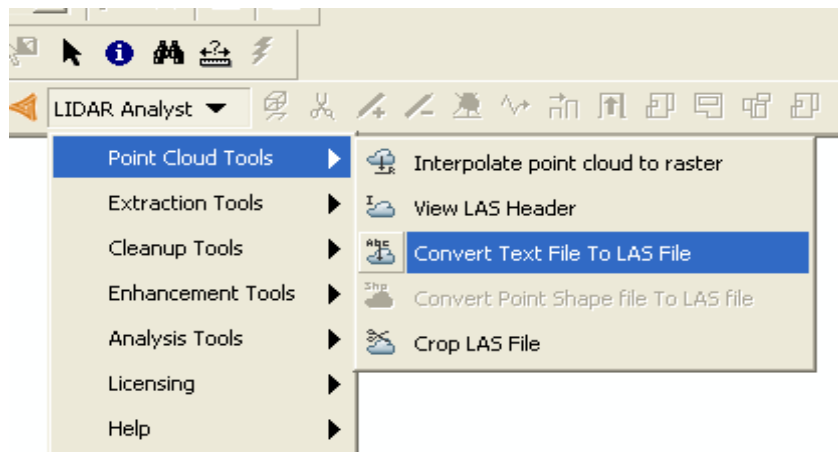 LIDAR Analyst
Point Cloud Tools
Extraction Tools
Cleanup Tools
Enhancement Tools
Analysis Tools
Licensing
Help
Interpolate point cloud to raster
View LAS Header
Abc
Convert Text File To LAS File
Shp
Convert Point Shape file To LAS file
Crop LAS File